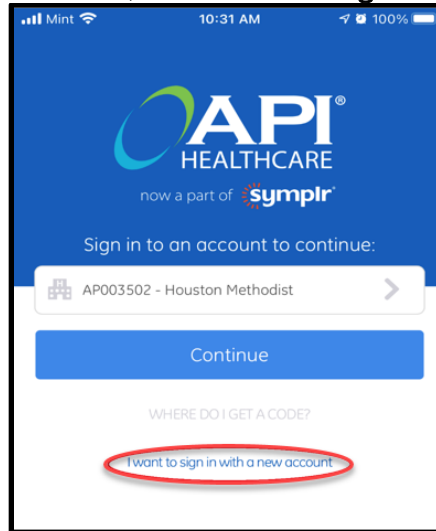 Mint 10:31 AM 100%
API®
HEALTHCARE
now a part of symplr
Sign in to an account to continue:
AP003502 - Houston Methodist
Continue
WHERE DO I GET A CODE?
I want to sign in with a new account